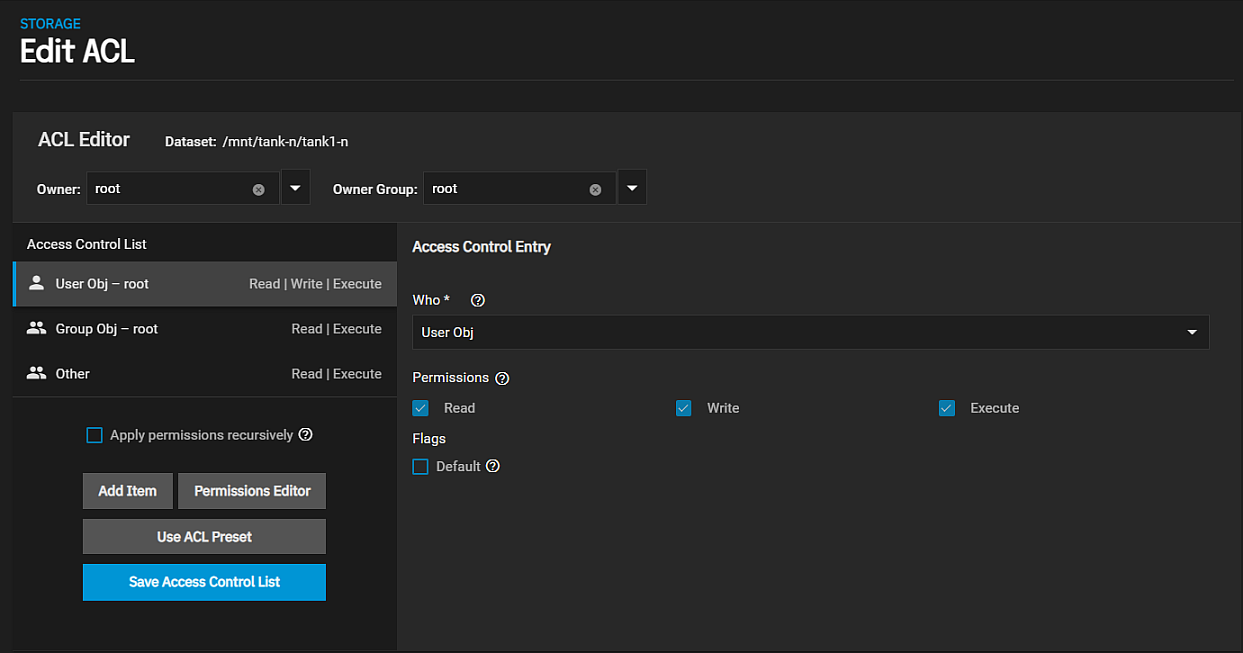 STORAGE
Edit ACL
ACL Editor Dataset: /mnt/tank-n/tank1-n
Owner: root Owner Group: root
Access Control List
User Obj – root Read | Write | Execute
Group Obj – root Read | Execute
Other Read | Execute
Apply permissions recursively ?
Add Item Permissions Editor
Use ACL Preset
Save Access Control List
Access Control Entry
Who * ?
User Obj
Permissions ?
Read Write Execute
Flags
Default ?